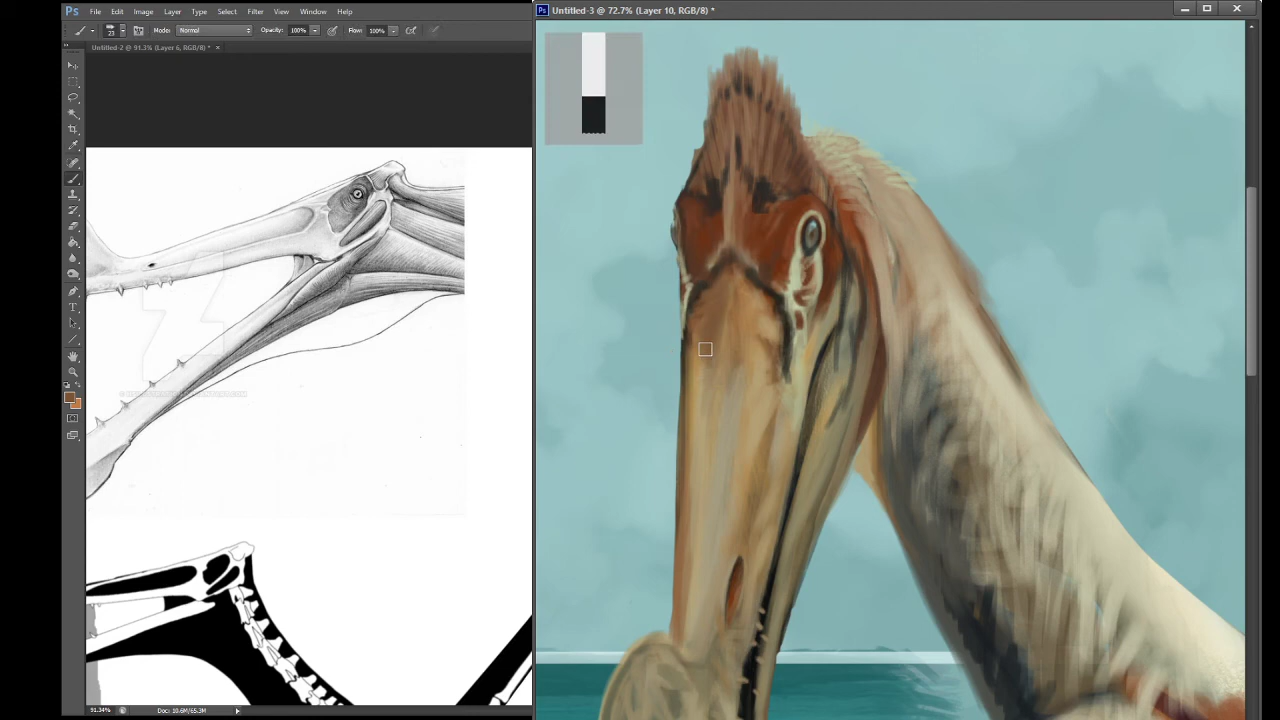 Ps File Edit Image Layer Type Select Filter View Window Help
Untitled-3 @ 72.7% (Layer 10, RGB/8) *
23 Mode: Normal Opacity: 100% Flow: 100%
Untitled-2 @ 91.3% (Layer 6, RGB/8) * ×
91.34% Doc: 10.6M/65.3M